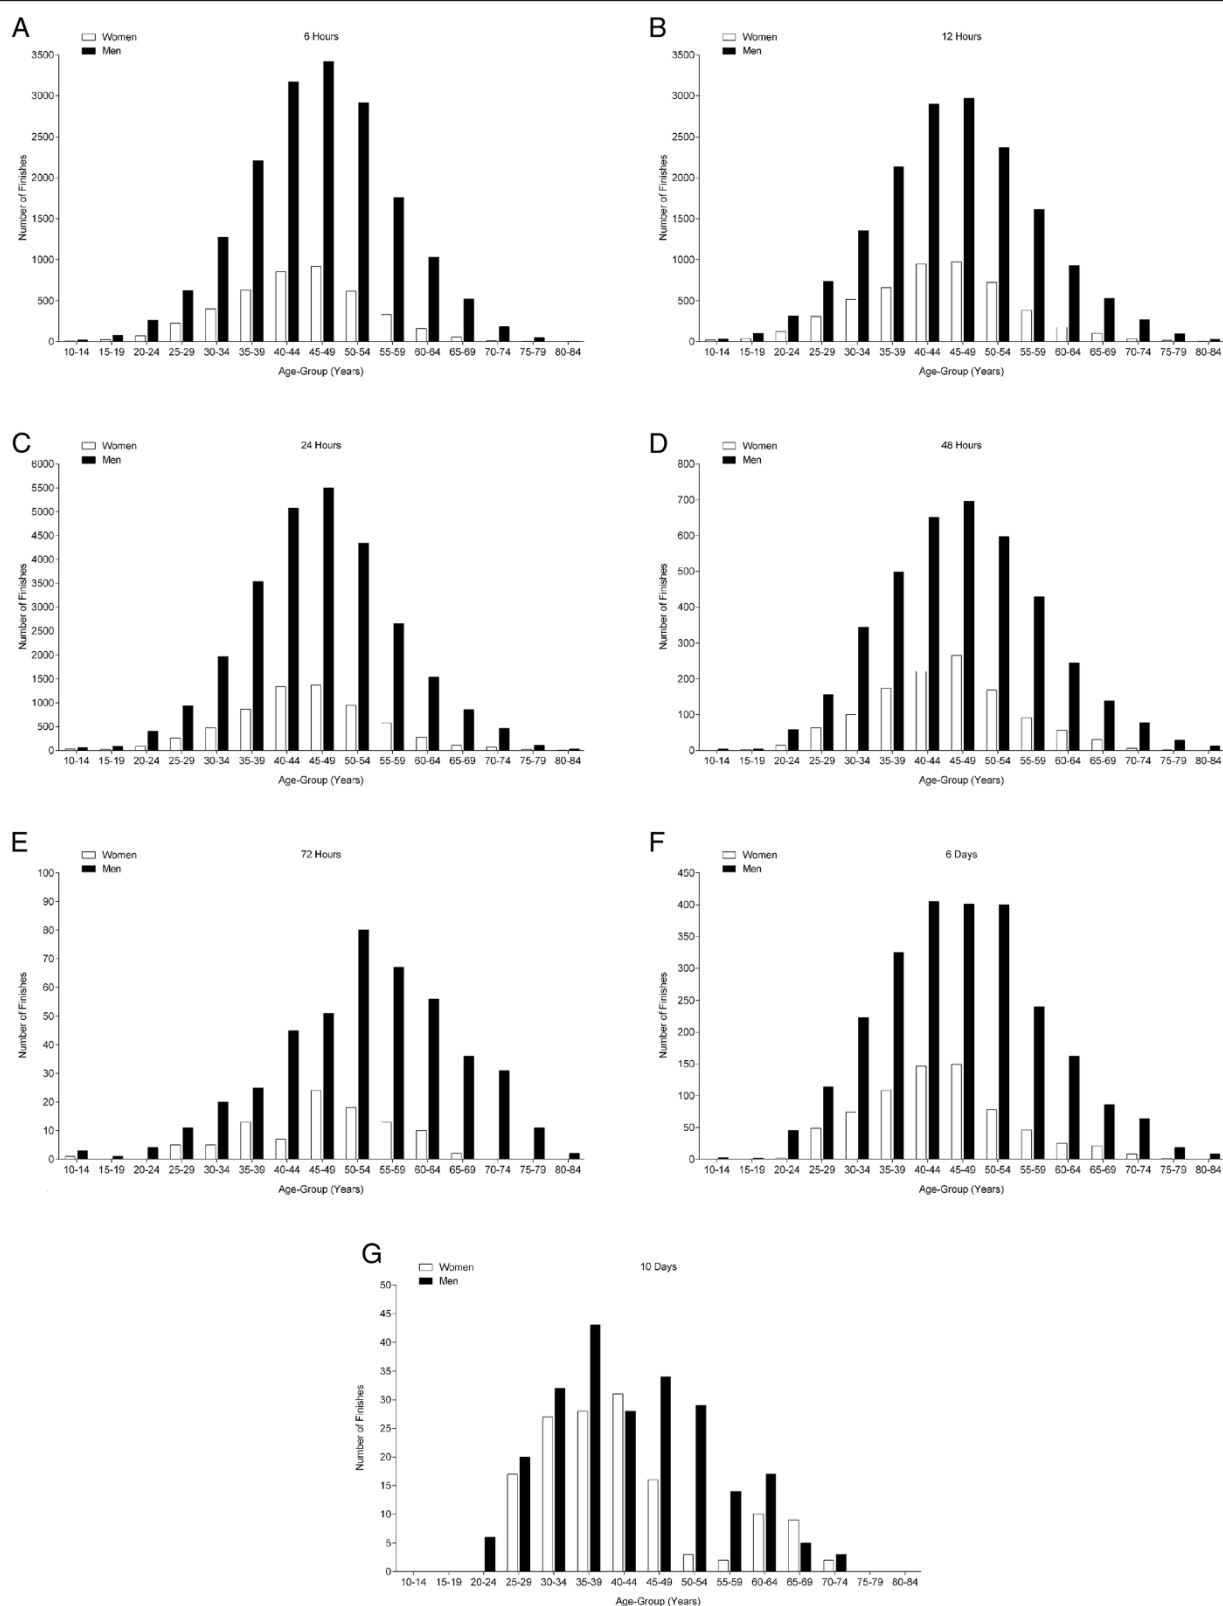 A
Women
Men
6 Hours
3500
3000
2500
2000
1500
1000
500
0
Number of Finishes
10-14 15-19 20-24 25-29 30-34 35-39 40-44 45-49 50-54 55-59 60-64 65-69 70-74 75-79 80-84
Age-Group (Years)
B
Women
Men
12 Hours
3500
3000
2500
2000
1500
1000
500
0
Number of Finishes
10-14 15-19 20-24 25-29 30-34 35-39 40-44 45-49 50-54 55-59 60-64 65-69 70-74 75-79 80-84
Age-Group (Years)
C
Women
Men
24 Hours
6000
5500
5000
4500
4000
3500
3000
2500
2000
1500
1000
500
0
Number of Finishes
10-14 15-19 20-24 25-29 30-34 35-39 40-44 45-49 50-54 55-59 60-64 65-69 70-74 75-79 80-84
Age-Group (Years)
D
Women
Men
48 Hours
800
700
600
500
400
300
200
100
0
Number of Finishes
10-14 15-19 20-24 25-29 30-34 35-39 40-44 45-49 50-54 55-59 60-64 65-69 70-74 75-79 80-84
Age-Group (Years)
E
Women
Men
72 Hours
100
90
80
70
60
50
40
30
20
10
0
Number of Finishes
10-14 15-19 20-24 25-29 30-34 35-39 40-44 45-49 50-54 55-59 60-64 65-69 70-74 75-79 80-84
Age-Group (Years)
F
Women
Men
6 Days
450
400
350
300
250
200
150
100
50
0
Number of Finishes
10-14 15-19 20-24 25-29 30-34 35-39 40-44 45-49 50-54 55-59 60-64 65-69 70-74 75-79 80-84
Age-Group (Years)
G
Women
Men
10 Days
50
45
40
35
30
25
20
15
10
5
0
Number of Finishes
10-14 15-19 20-24 25-29 30-34 35-39 40-44 45-49 50-54 55-59 60-64 65-69 70-74 75-79 80-84
Age-Group (Years)